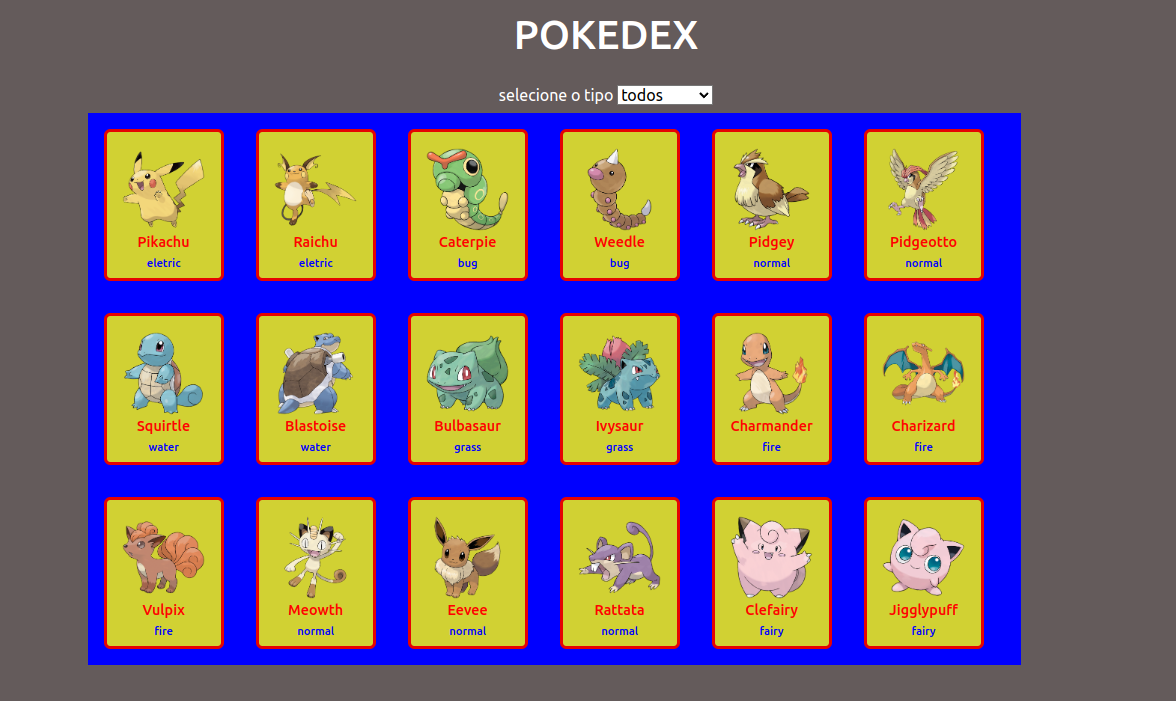 POKEDEX
selecione o tipo todos
Pikachu Raichu Caterpie Weedle Pidgey Pidgeotto
eletric eletric bug bug normal normal
Squirtle Blastoise Bulbasaur Ivysaur Charmander Charizard
water water grass grass fire fire
Vulpix Meowth Eevee Rattata Clefairy Jigglypuff
fire normal normal normal fairy fairy